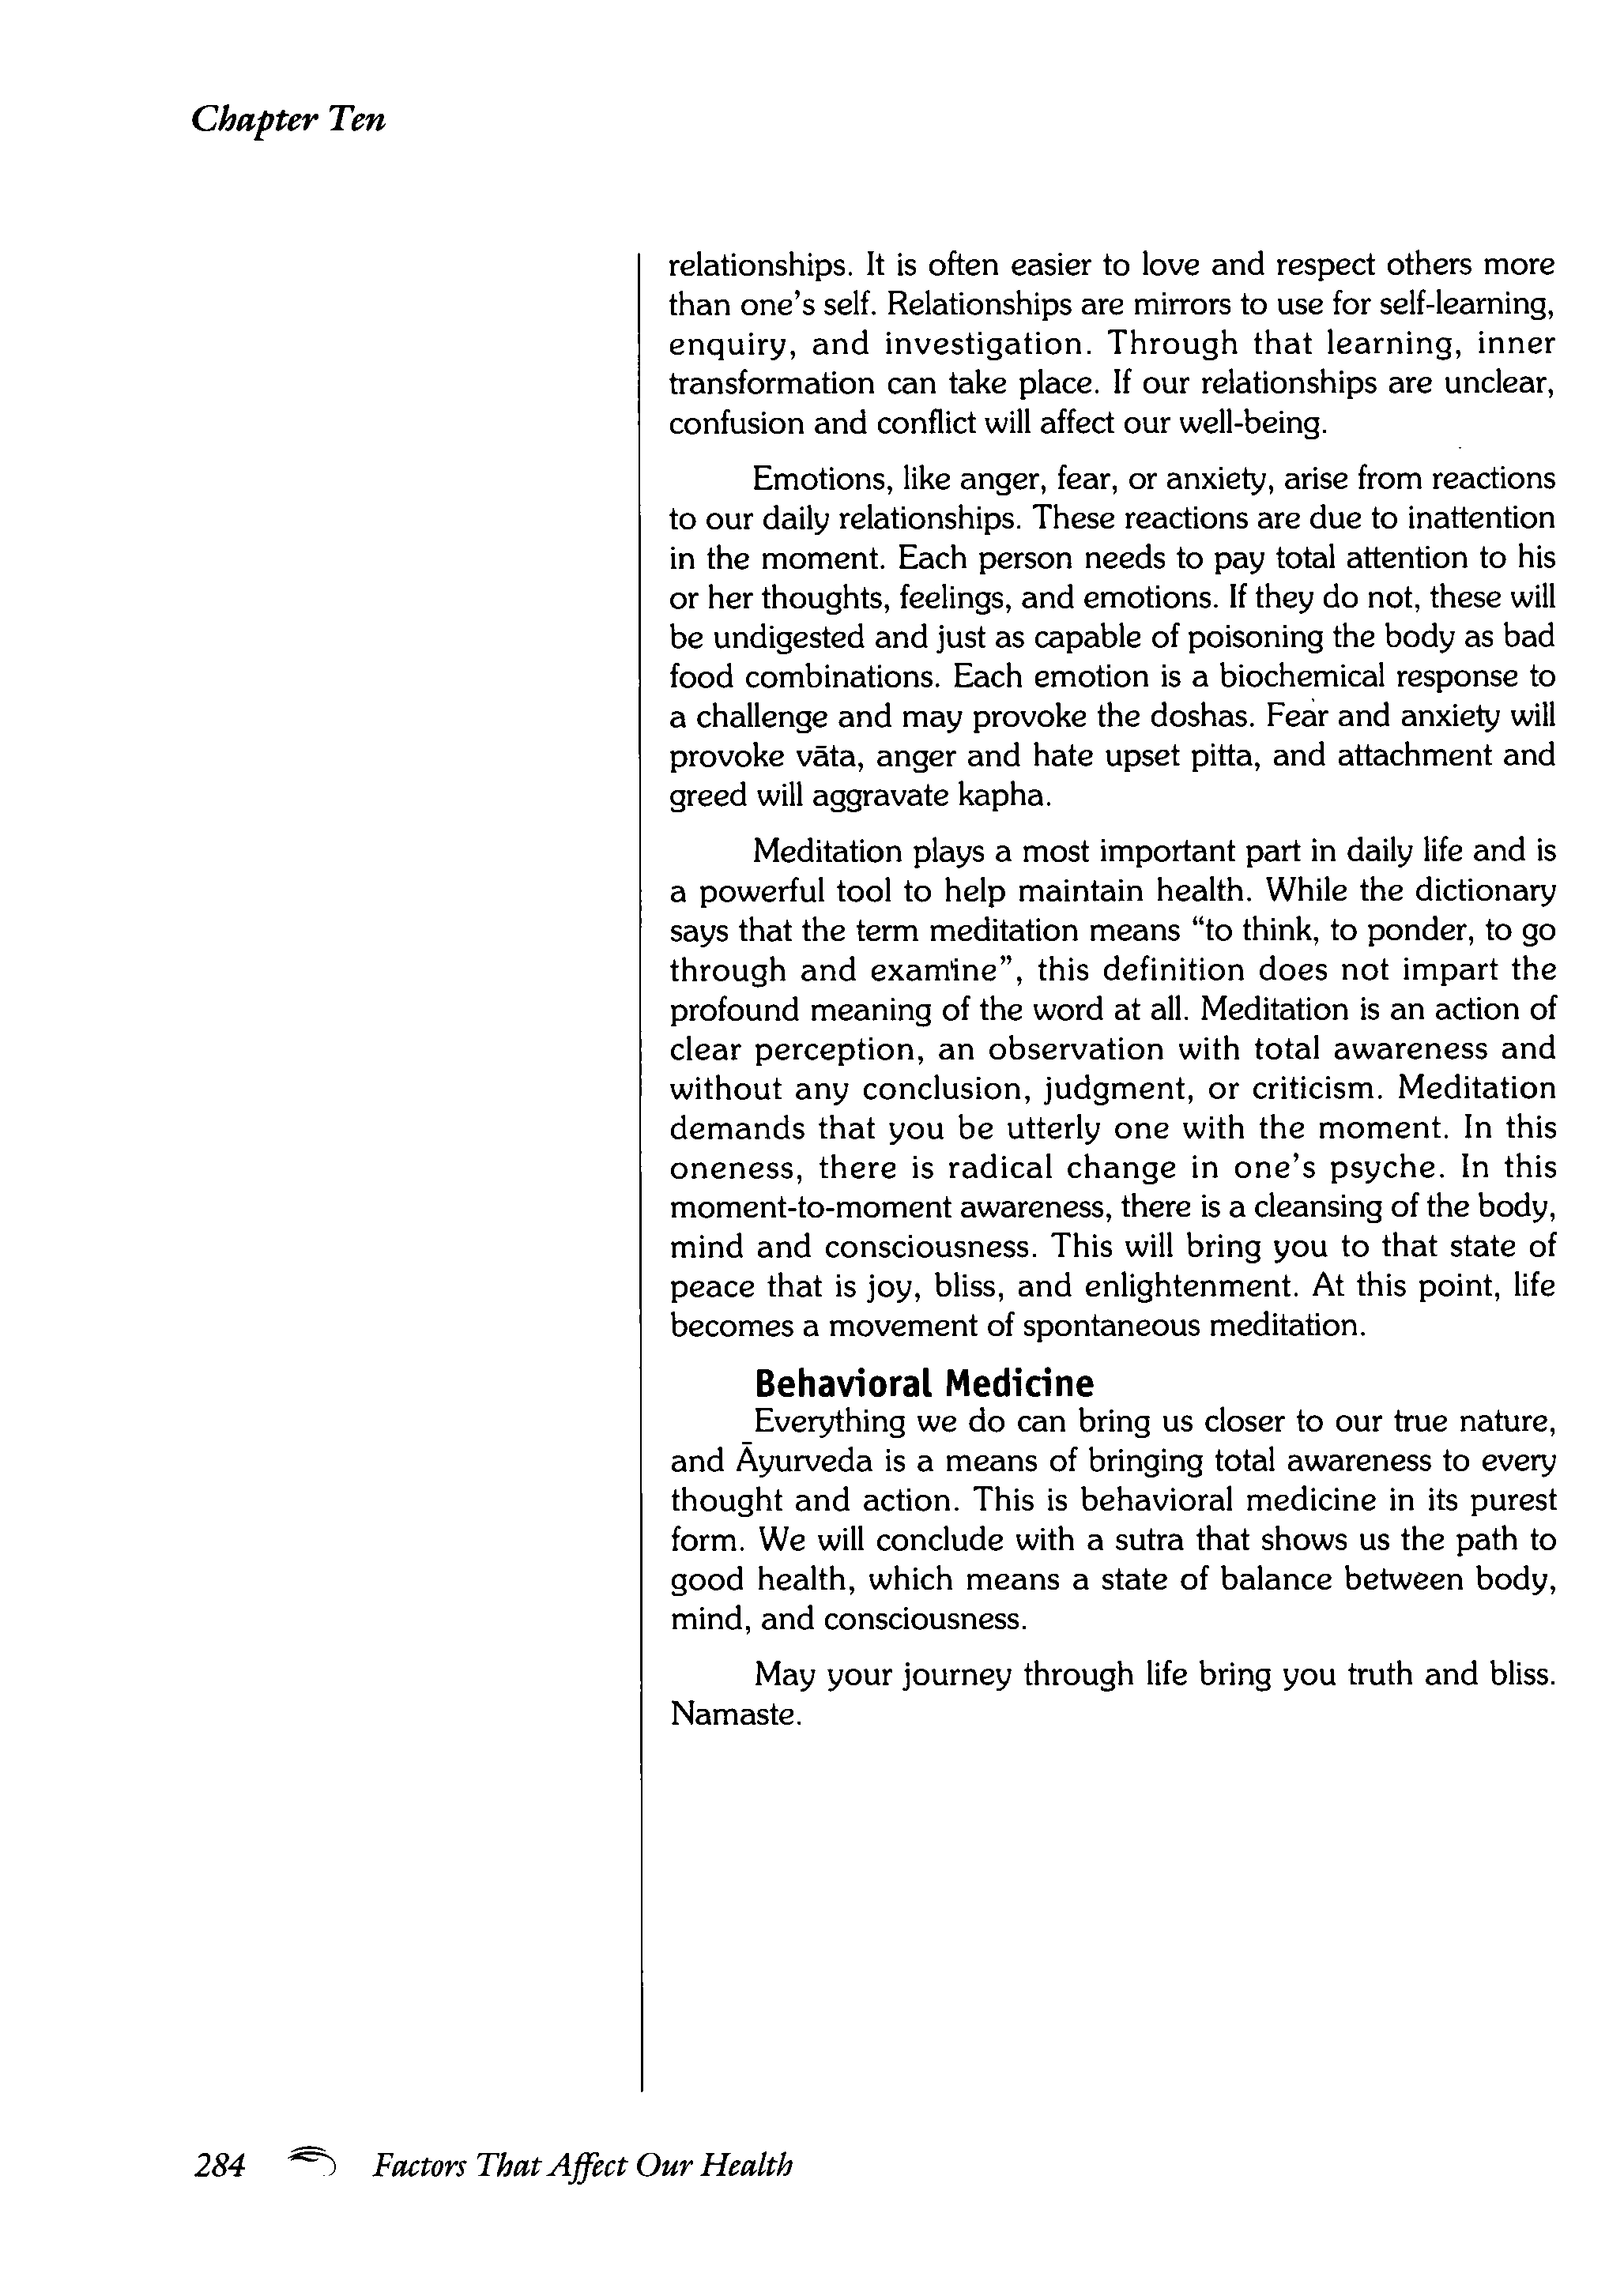 Chapter Ten
relationships. It is often easier to love and respect others more
than one's self. Relationships are mirrors to use for self-learning,
enquiry, and investigation. Through that learning, inner
transformation can take place. If our relationships are unclear,
confusion and conflict will affect our well-being.
Emotions, like anger, fear, or anxiety, arise from reactions
to our daily relationships. These reactions are due to inattention
in the moment. Each person needs to pay total attention to his
or her thoughts, feelings, and emotions. If they do not, these will
be undigested and just as capable of poisoning the body as bad
food combinations. Each emotion is a biochemical response to
a challenge and may provoke the doshas. Fear and anxiety will
provoke vāta, anger and hate upset pitta, and attachment and
greed will aggravate kapha.
Meditation plays a most important part in daily life and is
a powerful tool to help maintain health. While the dictionary
says that the term meditation means “to think, to ponder, to go
through and examine”, this definition does not impart the
profound meaning of the word at all. Meditation is an action of
clear perception, an observation with total awareness and
without any conclusion, judgment, or criticism. Meditation
demands that you be utterly one with the moment. In this
oneness, there is radical change in one's psyche. In this
moment-to-moment awareness, there is a cleansing of the body,
mind and consciousness. This will bring you to that state of
peace that is joy, bliss, and enlightenment. At this point, life
becomes a movement of spontaneous meditation.
Behavioral Medicine
Everything we do can bring us closer to our true nature,
and Āyurveda is a means of bringing total awareness to every
thought and action. This is behavioral medicine in its purest
form. We will conclude with a sutra that shows us the path to
good health, which means a state of balance between body,
mind, and consciousness.
May your journey through life bring you truth and bliss.
Namaste.
284 Factors That Affect Our Health